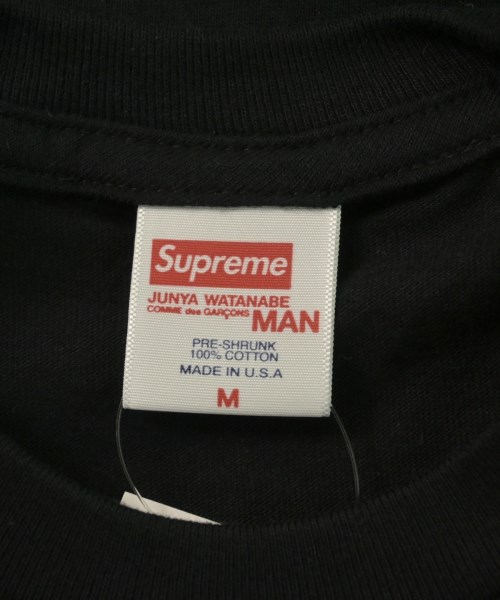 Supreme
JUNYA WATANABE
COMME des GARÇONS MAN
PRE-SHRUNK
100% COTTON
MADE IN U.S.A
M